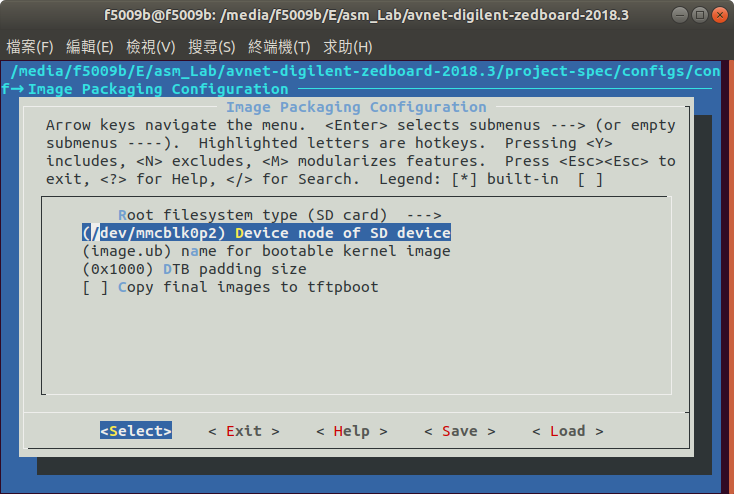 f5009b@f5009b: /media/f5009b/E/asm_Lab/avnet-digilent-zedboard-2018.3
檔案(F) 編輯(E) 檢視(V) 搜尋(S) 終端機(T) 求助(H)
/media/f5009b/E/asm_Lab/avnet-digilent-zedboard-2018.3/project-spec/configs/con
f→Image Packaging Configuration
Image Packaging Configuration
Arrow keys navigate the menu.  <Enter> selects submenus ---> (or empty
submenus ----).  Highlighted letters are hotkeys.  Pressing <Y>
includes, <N> excludes, <M> modularizes features.  Press <Esc><Esc> to
exit, <?> for Help, </> for Search.  Legend: [*] built-in  [ ]
Root filesystem type (SD card)  --->
(/dev/mmcblk0p2) Device node of SD device
(image.ub) name for bootable kernel image
(0x1000) DTB padding size
[ ] Copy final images to tftpboot
<Select>    < Exit >    < Help >    < Save >    < Load >